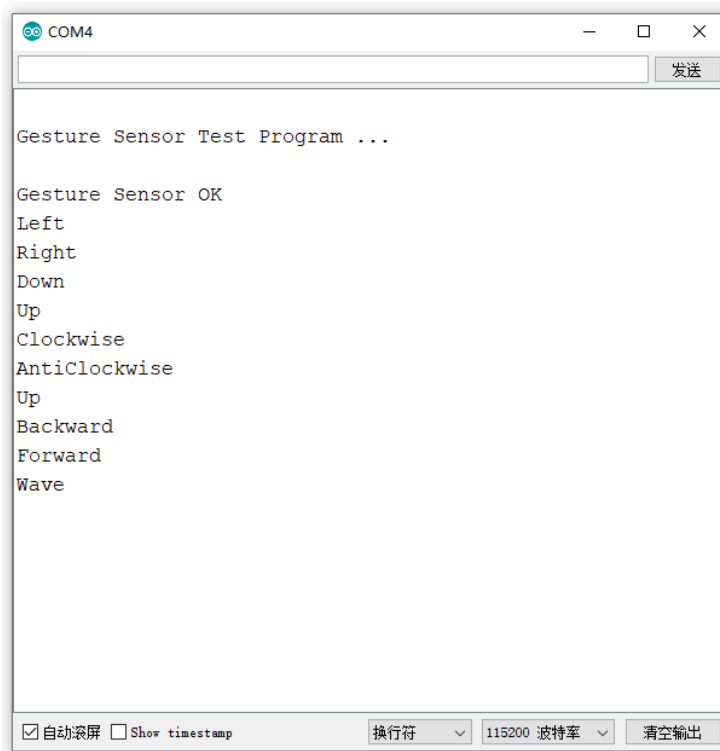 COM4
发送
Gesture Sensor Test Program ...
Gesture Sensor OK
Left
Right
Down
Up
Clockwise
AntiClockwise
Up
Backward
Forward
Wave
自动滚屏 Show timestamp 换行符 115200 波特率 清空输出